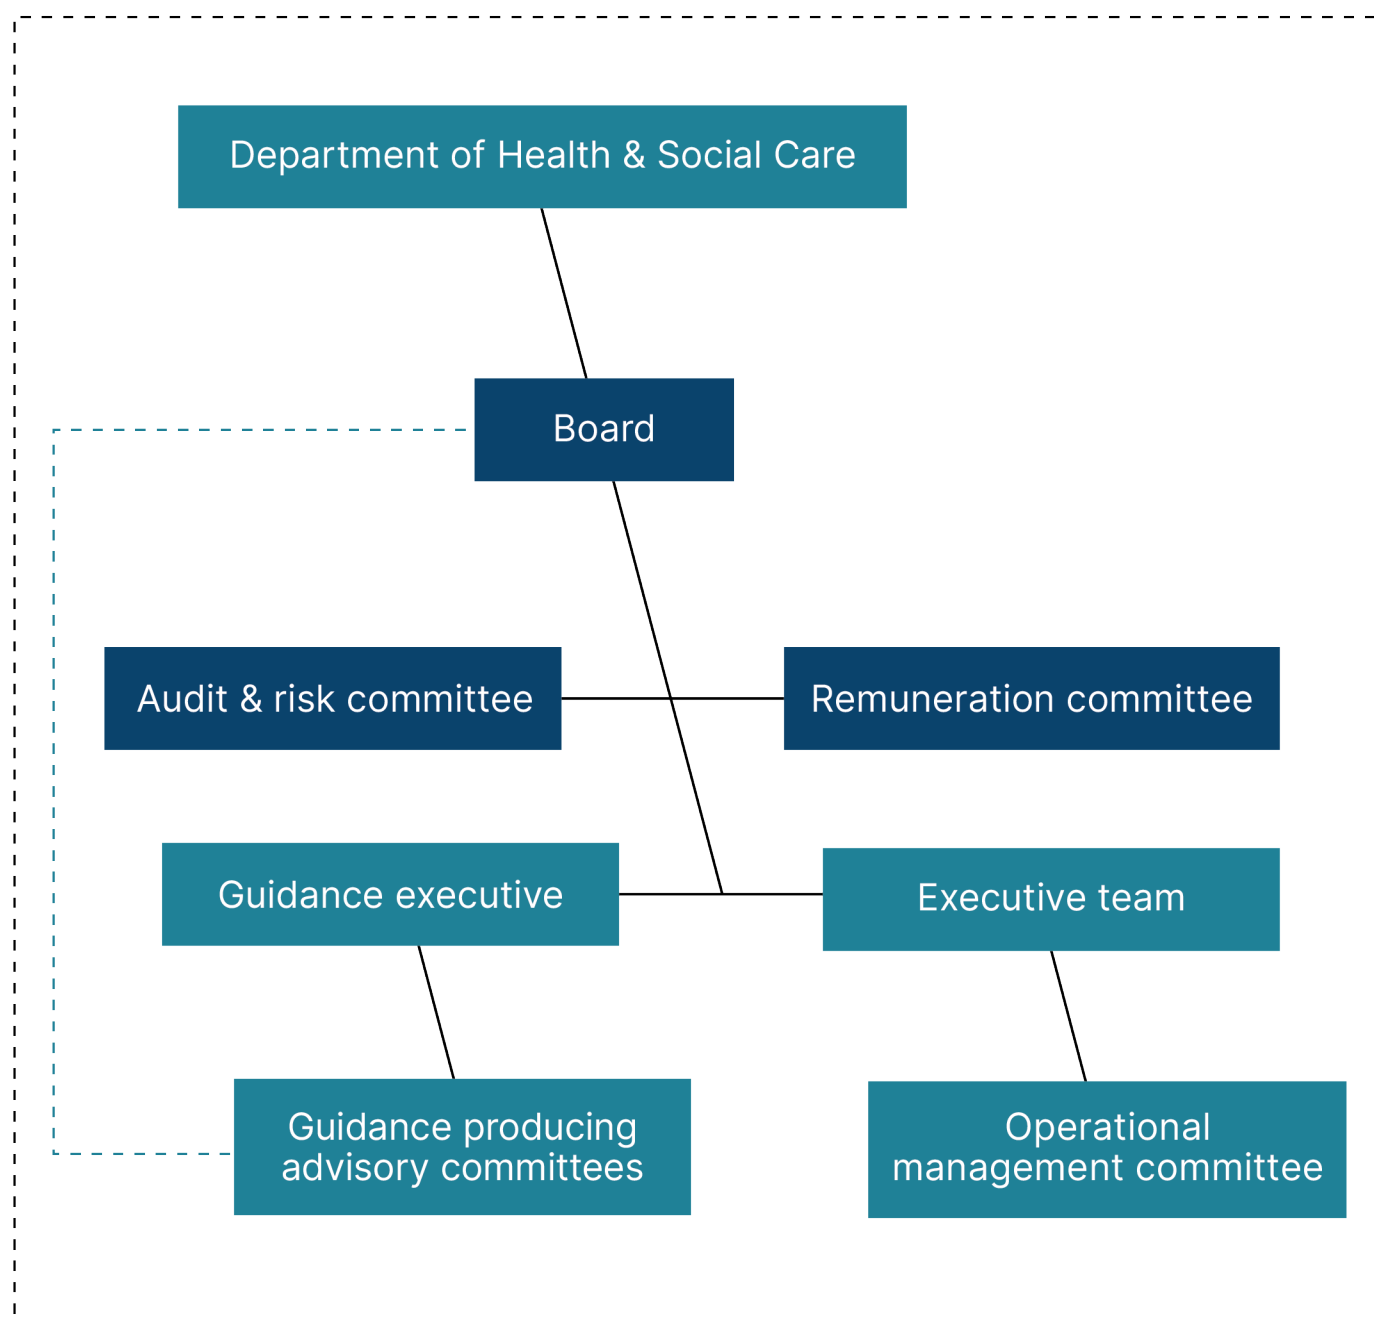 Department of Health & Social Care
Board
Audit & risk committee
Remuneration committee
Guidance executive
Executive team
Guidance producing
advisory committees
Operational
management committee